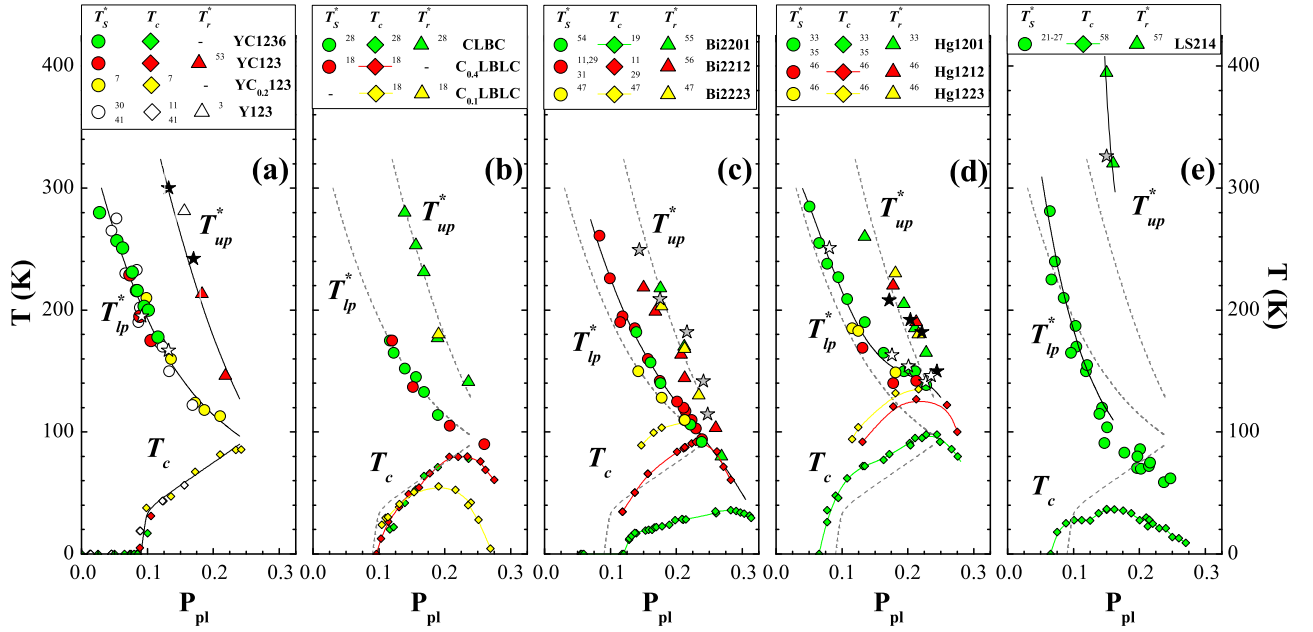 T*S Tc T*r
- YC1236
53 YC123
7 7 - YC0.2123
30 41 11 41 3 Y123
T*S Tc T*r
28 28 28 CLBC
18 18 - C0.4LBLC
- 18 18 C0.1LBLC
T*S Tc T*r
54 19 55 Bi2201
11,29 31 11 29 56 Bi2212
47 47 47 Bi2223
T*S Tc T*r
33 35 33 35 33 Hg1201
46 46 46 Hg1212
46 46 46 Hg1223
T*S Tc T*r
21-27 58 57 LS214
(a)
(b)
(c)
(d)
(e)
T*up
T*lp
Tc
T*up
T*lp
Tc
T*up
T*lp
Tc
T*up
T*lp
Tc
T*up
T*lp
Tc
T (K)
400
300
200
100
0
T (K)
400
300
200
100
0
0.0 0.1 0.2 0.3
0.0 0.1 0.2 0.3
0.0 0.1 0.2 0.3
0.0 0.1 0.2 0.3
0.0 0.1 0.2 0.3
Ppl
Ppl
Ppl
Ppl
Ppl